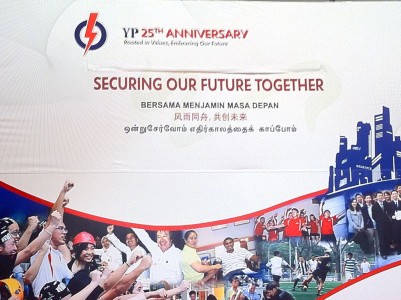 YP 25TH ANNIVERSARY
Rooted in Values, Embracing Our Future
SECURING OUR FUTURE TOGETHER
BERSAMA MENJAMIN MASA DEPAN
风雨同舟, 共创未来
ஒன்றுசேர்வோம் எதிர்காலத்தைக் காப்போம்